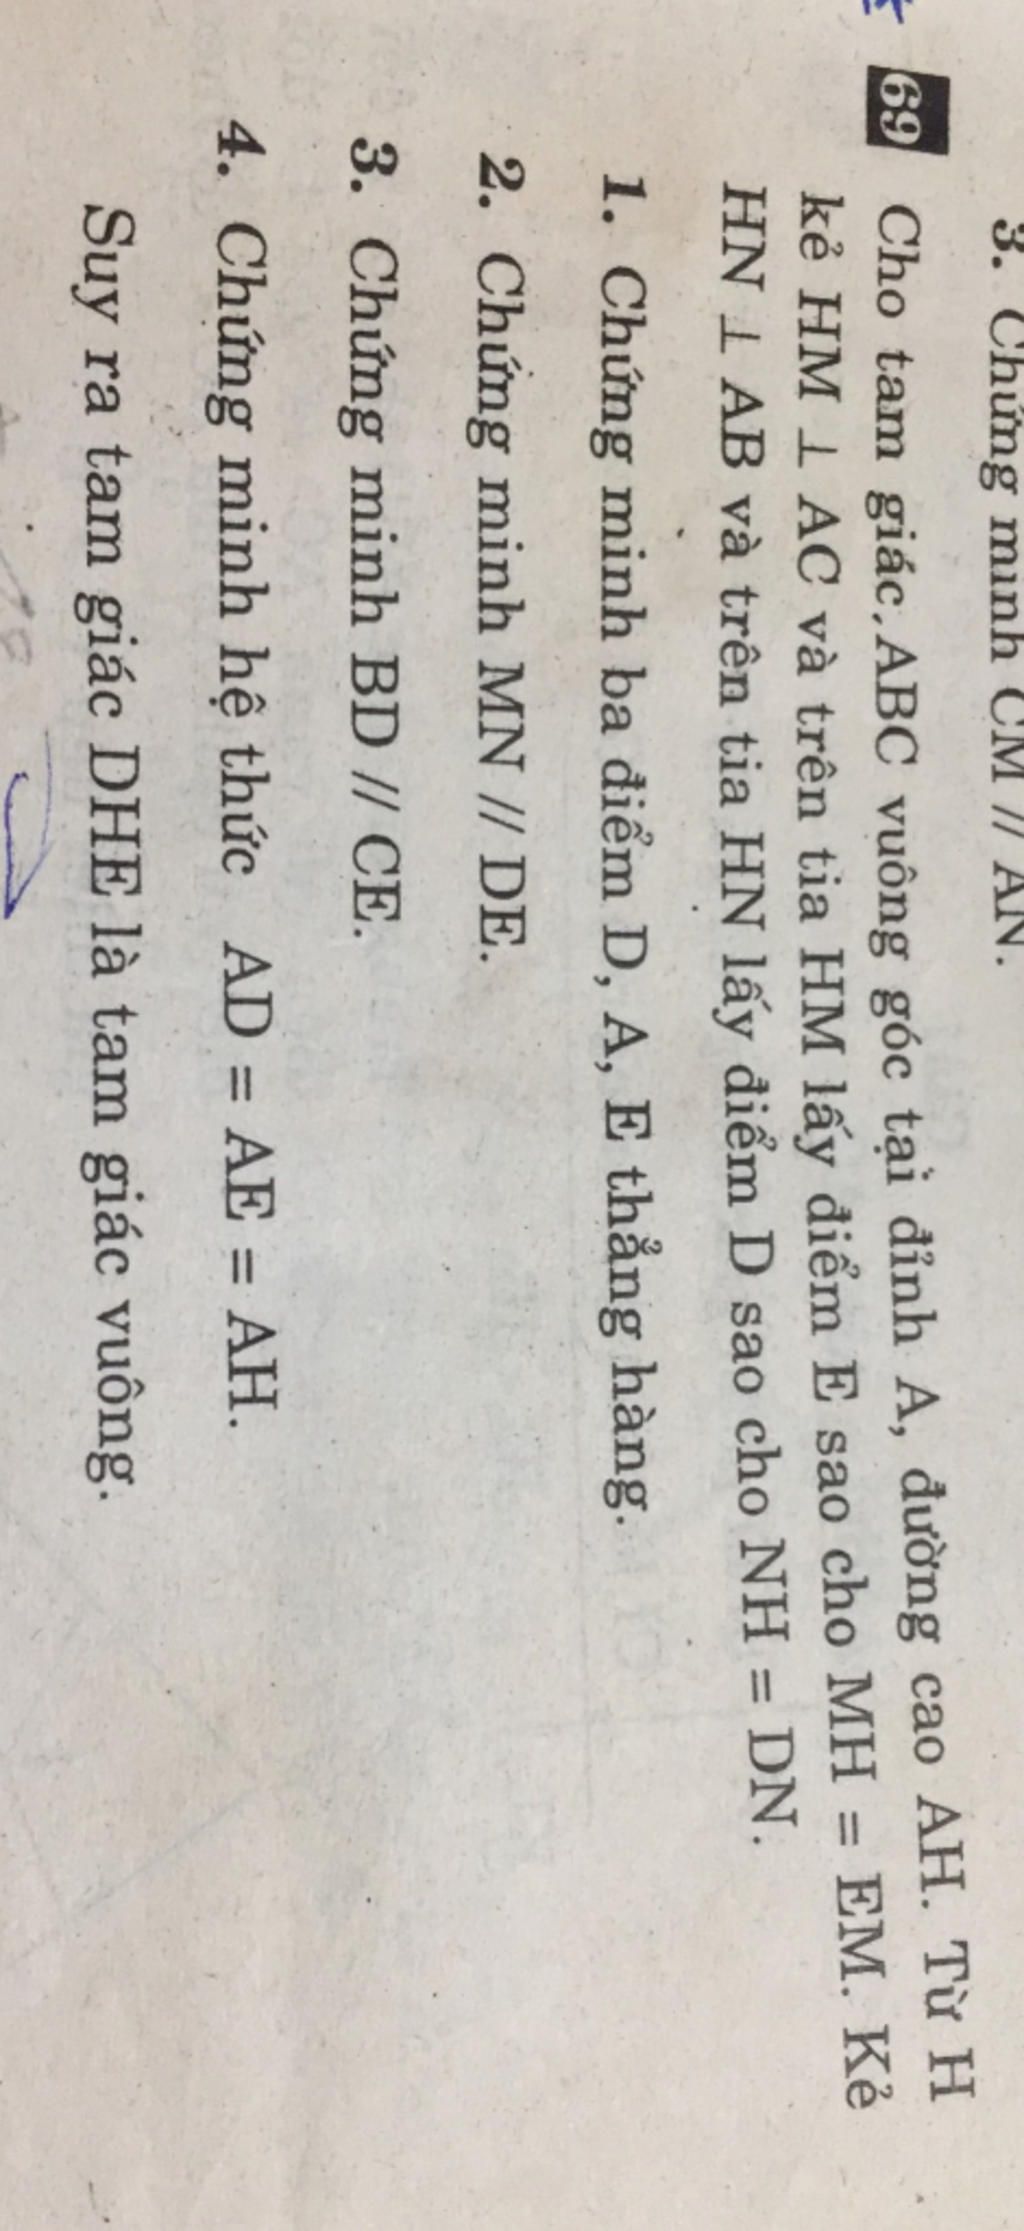 3. Chứng minh CM // AN.
69 Cho tam giác ABC vuông góc tại đỉnh A, đường cao AH. Từ H
kẻ HM ⊥ AC và trên tia HM lấy điểm E sao cho MH = EM. Kẻ
HN ⊥ AB và trên tia HN lấy điểm D sao cho NH = DN.
1. Chứng minh ba điểm D, A, E thẳng hàng.
2. Chứng minh MN // DE.
3. Chứng minh BD // CE.
4. Chứng minh hệ thức AD = AE = AH.
Suy ra tam giác DHE là tam giác vuông.